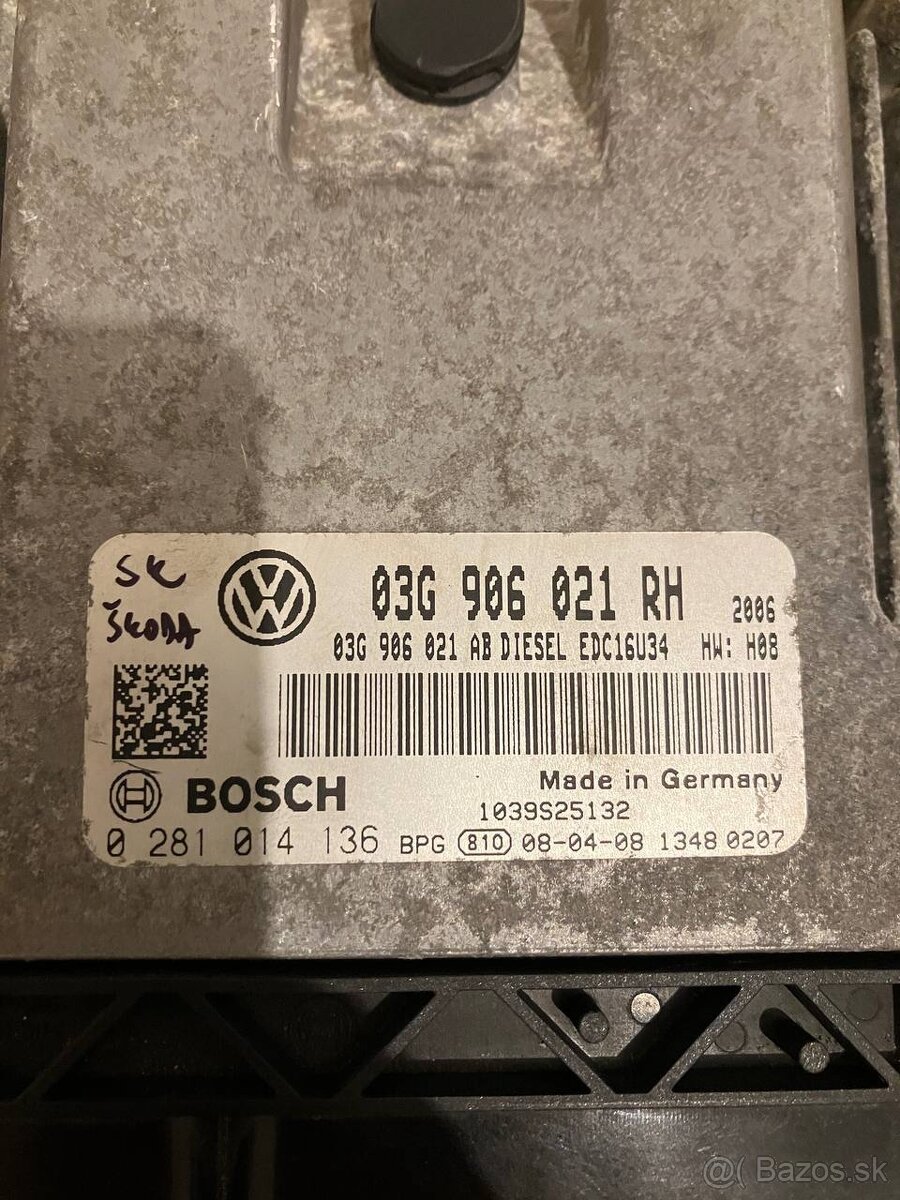 SK
ŠKODA
03G 906 021 RH 2006
03G 906 021 AB DIESEL EDC16U34 HW: H08
BOSCH
Made in Germany
1039S25132
0 281 014 136 BPG 810 08-04-08 1348 0207
@( Bazos.sk